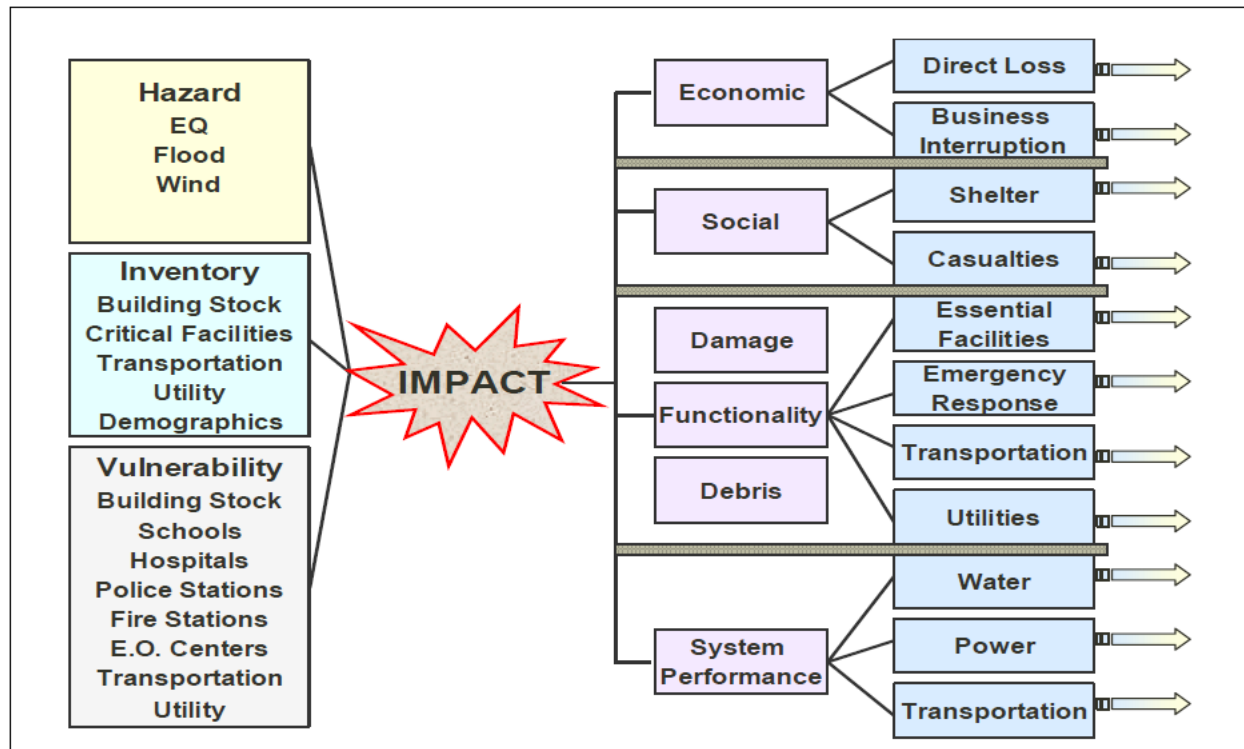 Hazard
EQ
Flood
Wind
Inventory
Building Stock
Critical Facilities
Transportation
Utility
Demographics
Vulnerability
Building Stock
Schools
Hospitals
Police Stations
Fire Stations
E.O. Centers
Transportation
Utility
IMPACT
Economic
Social
Damage
Functionality
Debris
System
Performance
Direct Loss
Business
Interruption
Shelter
Casualties
Essential
Facilities
Emergency
Response
Transportation
Utilities
Water
Power
Transportation